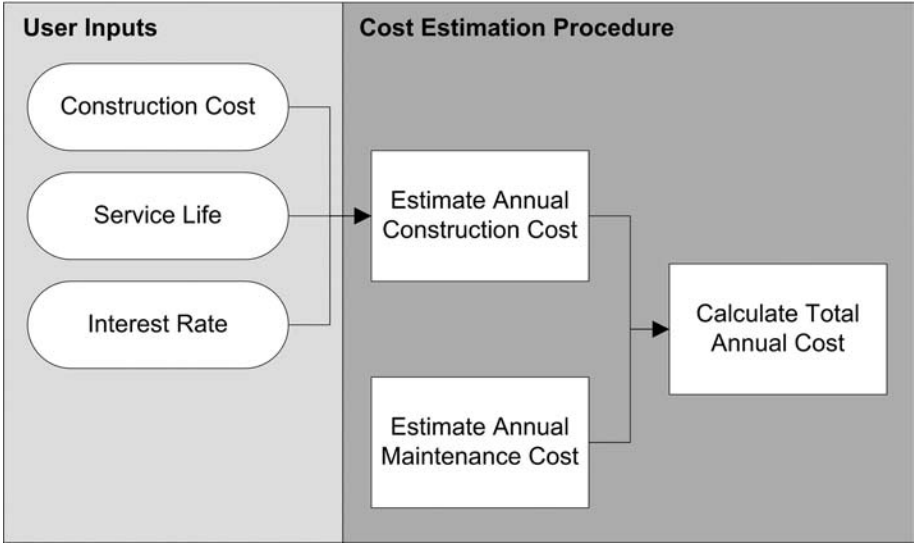 User Inputs
Construction Cost
Service Life
Interest Rate
Cost Estimation Procedure
Estimate Annual
Construction Cost
Estimate Annual
Maintenance Cost
Calculate Total
Annual Cost